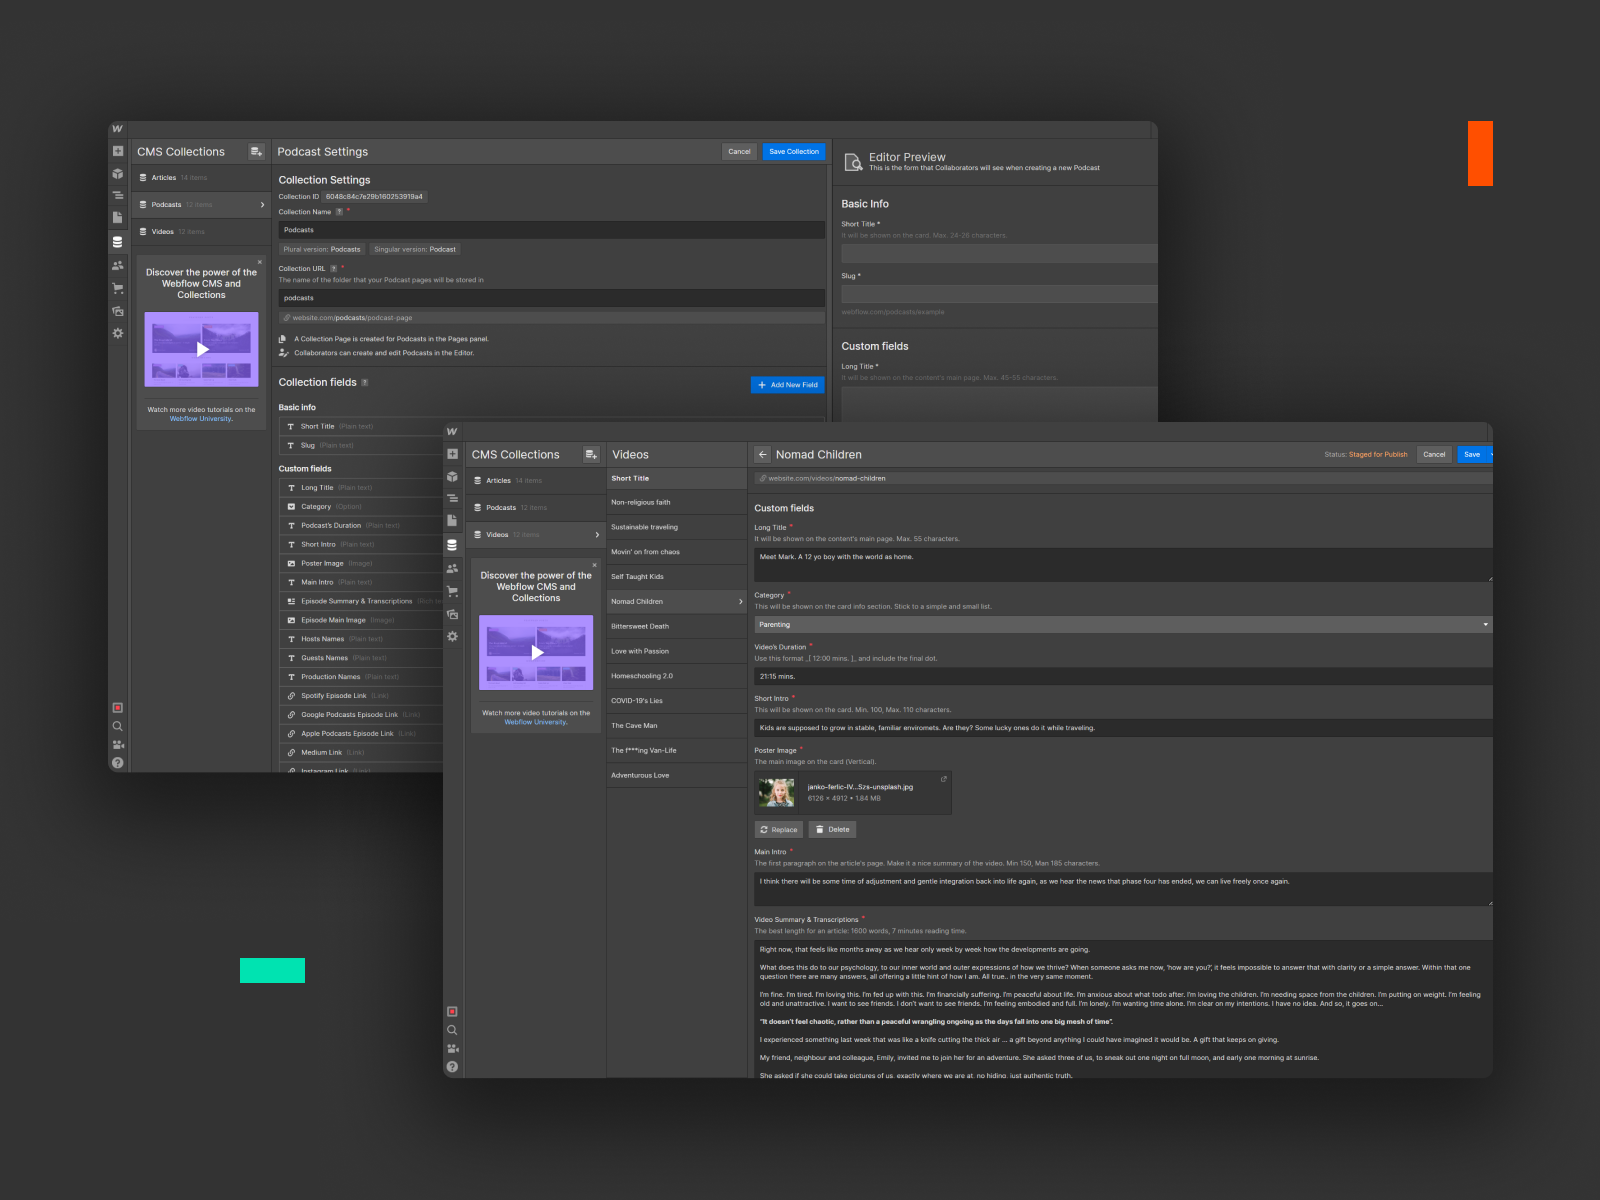 CMS Collections
Articles 14 items
Podcasts 12 items
Videos 12 items
Discover the power of the
Webflow CMS and
Collections
Watch more video tutorials on the
Webflow University.
Podcast Settings
Cancel
Save Collection
Collection Settings
Collection ID 6048c84c7e28b160253919a4
Collection Name ? *
Podcasts
Plural version: Podcasts Singular version: Podcast
Collection URL ? *
The name of the folder that your Podcast pages will be stored in
podcasts
website.com/podcasts/podcast-page
A Collection Page is created for Podcasts in the Pages panel.
Collaborators can create and edit Podcasts in the Editor.
Collection fields ?
+ Add New Field
Basic info
Short Title (Plain text)
Slug (Plain text)
Custom fields
Long Title (Plain text)
Category (Option)
Podcast's Duration (Plain text)
Short Intro (Plain text)
Poster Image (Image)
Main Intro (Plain text)
Episode Summary & Transcriptions (Rich
Episode Main Image (Image)
Hosts Names (Plain text)
Guests Names (Plain text)
Production Names (Plain text)
Spotify Episode Link (Link)
Google Podcasts Episode Link (Link)
Apple Podcasts Episode Link (Link)
Medium Link (Link)
Instagram Link (Link)
Editor Preview
This is the form that Collaborators will see when creating a new Podcast
Basic Info
Short Title *
It will be shown on the card. Max. 24-26 characters.
Slug *
webflow.com/podcasts/example
Custom fields
Long Title *
It will be shown on the content's main page. Max. 45-55 characters.
CMS Collections
Articles 14 items
Podcasts 12 items
Videos 12 items
Discover the power of the
Webflow CMS and
Collections
Watch more video tutorials on the
Webflow University.
Videos
Short Title
Non-religious faith
Sustainable traveling
Movin' on from chaos
Self Taught Kids
Nomad Children
Bittersweet Death
Love with Passion
Homeschooling 2.0
COVID-19's Lies
The Cave Man
The f***ing Van-Life
Adventurous Love
Nomad Children
Status: Staged for Publish
Cancel
Save
website.com/videos/nomad-children
Custom fields
Long Title *
It will be shown on the content's main page. Max. 55 characters.
Meet Mark. A 12 yo boy with the world as home.
Category *
This will be shown on the card info section. Stick to a simple and small list.
Parenting
Video's Duration *
Use this format _[ 12:00 mins. ]_ and include the final dot.
21:15 mins.
Short Intro *
This will be shown on the card. Min. 100, Max. 110 characters.
Kids are supposed to grow in stable, familiar enviromets. Are they? Some lucky ones do it while traveling.
Poster Image *
The main image on the card (Vertical).
janko-ferlic-IV...Szs-unsplash.jpg
6126 × 4912 • 1.84 MB
Replace
Delete
Main Intro *
The first paragraph on the article's page. Make it a nice summary of the video. Min 150, Man 185 characters.
I think there will be some time of adjustment and gentle integration back into life again, as we hear the news that phase four has ended, we can live freely once again.
Video Summary & Transcriptions *
The best length for an article: 1600 words, 7 minutes reading time.
Right now, that feels like months away as we hear only week by week how the developments are going.
What does this do to our psychology, to our inner world and outer expressions of how we thrive? When someone asks me now, 'how are you?', it feels impossible to answer that with clarity or a simple answer. Within that one
question there are many answers, all offering a little hint of how I am. All true.. in the very same moment.
I'm fine. I'm tired. I'm loving this. I'm fed up with this. I'm financially suffering. I'm peaceful about life. I'm anxious about what todo after. I'm loving the children. I'm needing space from the children. I'm putting on weight. I'm feeling
old and unattractive. I want to see friends. I don't want to see friends. I'm feeling embodied and full. I'm lonely. I'm wanting time alone. I'm clear on my intentions. I have no idea. And so, it goes on...
"It doesn't feel chaotic, rather than a peaceful wrangling ongoing as the days fall into one big mesh of time".
I experienced something last week that was like a knife cutting the thick air ... a gift beyond anything I could have imagined it would be. A gift that keeps on giving.
My friend, neighbour and colleague, Emily, invited me to join her for an adventure. She asked three of us, to sneak out one night on full moon, and early one morning at sunrise.
She asked if she could take pictures of us, exactly where we are at, no hiding, just authentic truth.